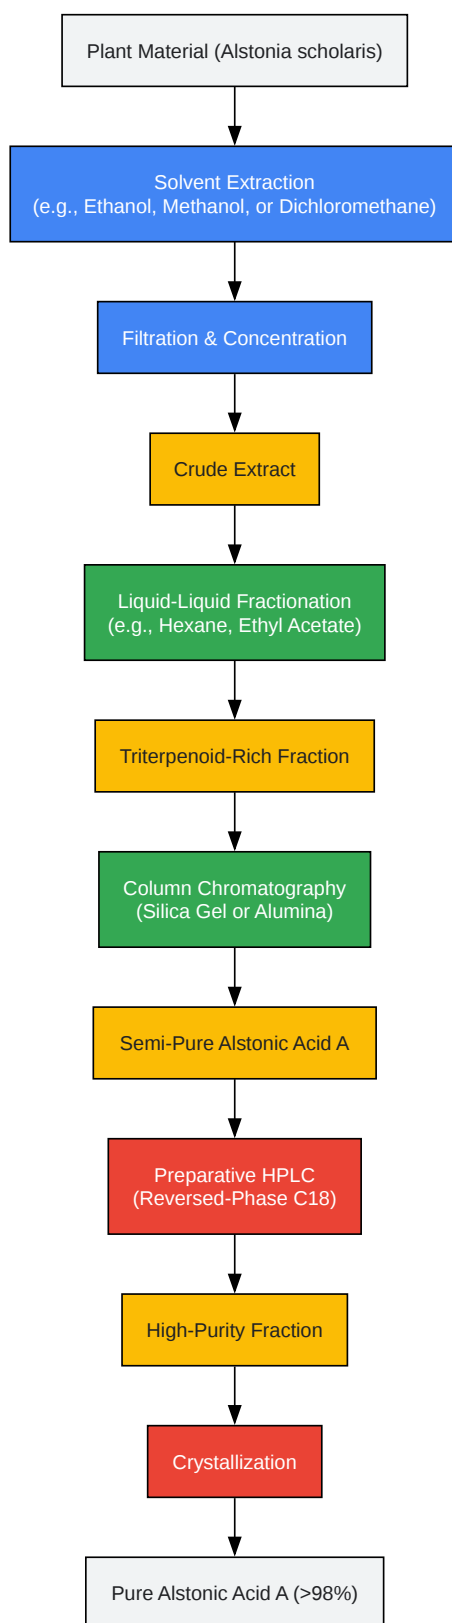 Plant Material (Alstonia scholaris)
Solvent Extraction
(e.g., Ethanol, Methanol, or Dichloromethane)
Filtration & Concentration
Crude Extract
Liquid-Liquid Fractionation
(e.g., Hexane, Ethyl Acetate)
Triterpenoid-Rich Fraction
Column Chromatography
(Silica Gel or Alumina)
Semi-Pure Alstonic Acid A
Preparative HPLC
(Reversed-Phase C18)
High-Purity Fraction
Crystallization
Pure Alstonic Acid A (>98%)